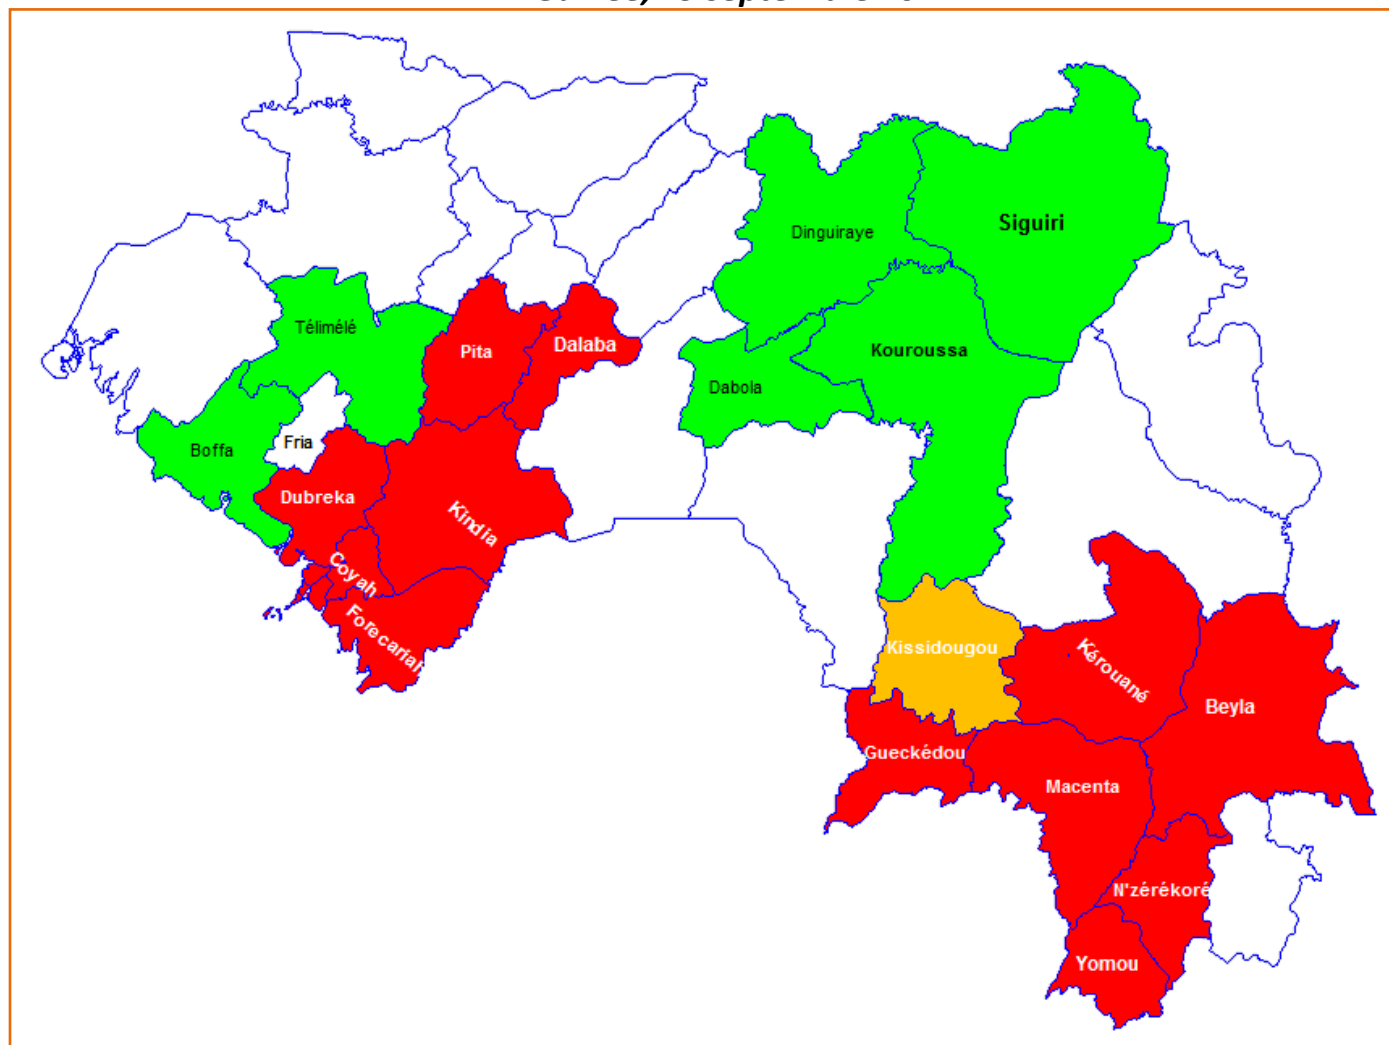 Siguiri
Dinguiraye
Télimélé
Pita
Dalaba
Kouroussa
Dabola
Fria
Boffa
Dubreka
Kindia
Coyah
Forecariah
Kissidougou
Kérouané
Beyla
Gueckédou
Macenta
N'zérékoré
Yomou